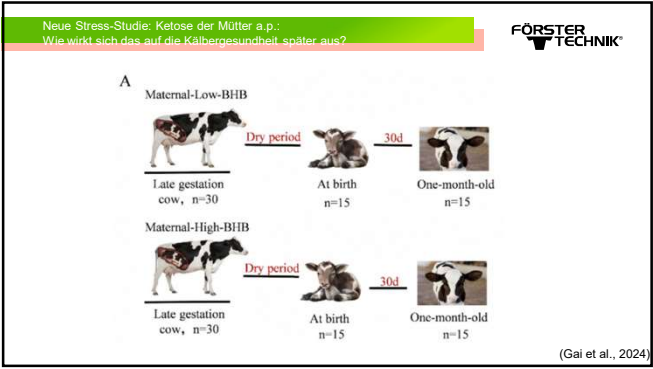 Neue Stress-Studie: Ketose der Mütter a.p.:
Wie wirkt sich das auf die Kälbergesundheit später aus?
FÖRSTER
TECHNIK®
A
Maternal-Low-BHB
Dry period
30d
Late gestation
cow, n=30
At birth
n=15
One-month-old
n=15
Maternal-High-BHB
Dry period
30d
Late gestation
cow, n=30
At birth
n=15
One-month-old
n=15
(Gai et al., 2024)